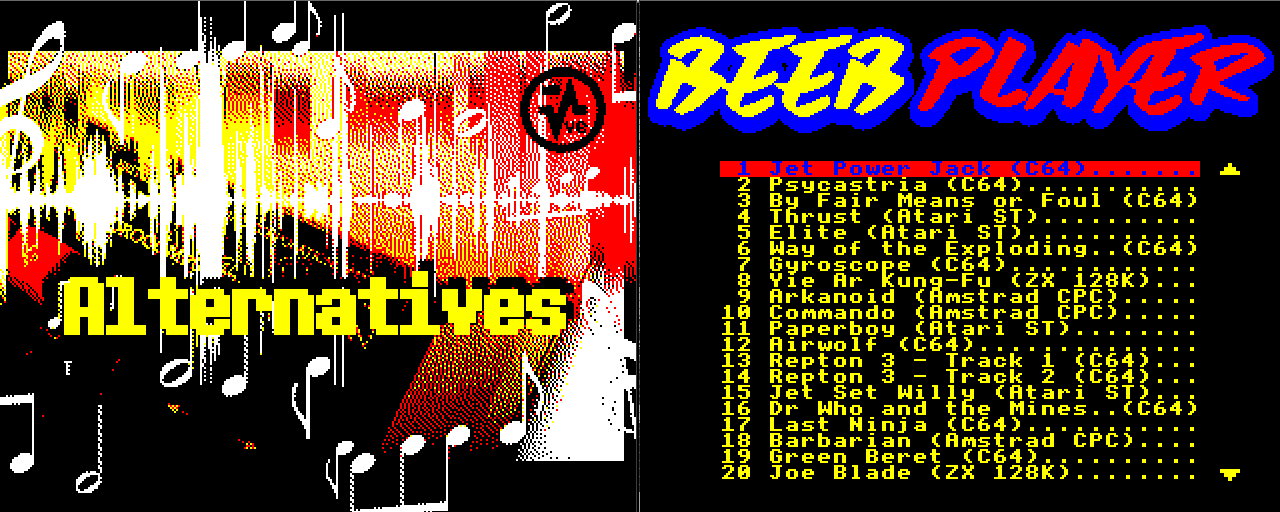 ve
Alternatives
BEEB PLAYER
1 Jet Power Jack (C64).......
2 Psycastria (C64)..........
3 By Fair Means or Foul (C64)
4 Thrust (Atari ST).........
5 Elite (Atari ST)..........
6 Way of the Exploding..(C64)
7 Gyroscope (C64)...........
8 Yie Ar Kung-Fu (ZX 128K)...
9 Arkanoid (Amstrad CPC).....
10 Commando (Amstrad CPC).....
11 Paperboy (Atari ST)........
12 Airwolf (C64).............
13 Repton 3 - Track 1 (C64)...
14 Repton 3 - Track 2 (C64)...
15 Jet Set Willy (Atari ST)...
16 Dr Who and the Mines..(C64)
17 Last Ninja (C64)..........
18 Barbarian (Amstrad CPC)....
19 Green Beret (C64).........
20 Joe Blade (ZX 128K).......